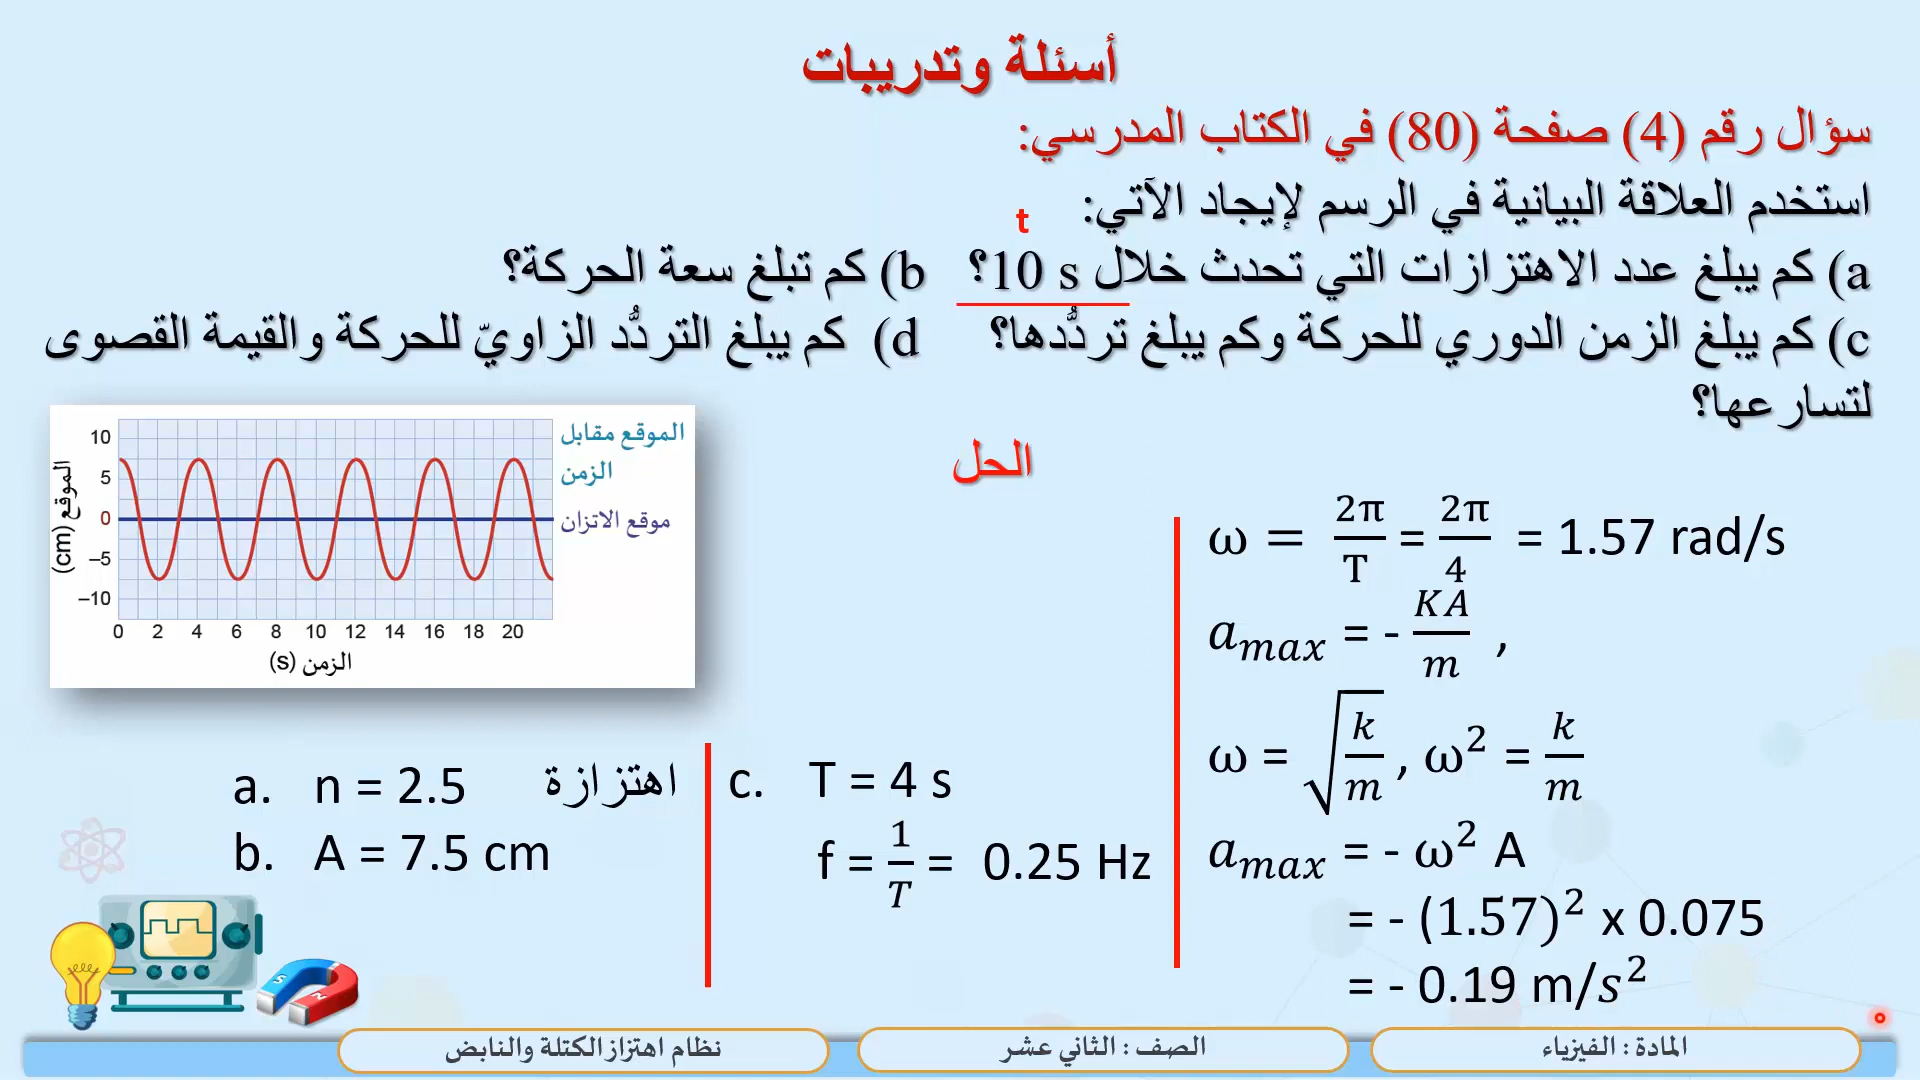 أسئلة وتدريبات
سؤال رقم (4) صفحة (80) في الكتاب المدرسي:
استخدم العلاقة البيانية في الرسم لإيجاد الآتي:
t
a) كم يبلغ عدد الاهتزازات التي تحدث خلال 10 s؟ b) كم تبلغ سعة الحركة؟
c) كم يبلغ الزمن الدوري للحركة وكم يبلغ تردُّدها؟ d) كم يبلغ التردُّد الزاويّ للحركة والقيمة القصوى
لتسارعها؟
الحل
الموقع مقابل
الزمن
موقع الاتزان
الموقع (cm)
10
5
0
–5
–10
0 2 4 6 8 10 12 14 16 18 20
الزمن (s)
a. n = 2.5 اهتزازة
b. A = 7.5 cm
c. T = 4 s
f = 1/T = 0.25 Hz
ω = 2π/T = 2π/4 = 1.57 rad/s
a_max = - KA/m ,
ω = √(k/m) , ω² = k/m
a_max = - ω² A
= - (1.57)² x 0.075
= - 0.19 m/s²
S N
المادة : الفيزياء
الصف : الثاني عشر
نظام اهتزاز الكتلة والنابض